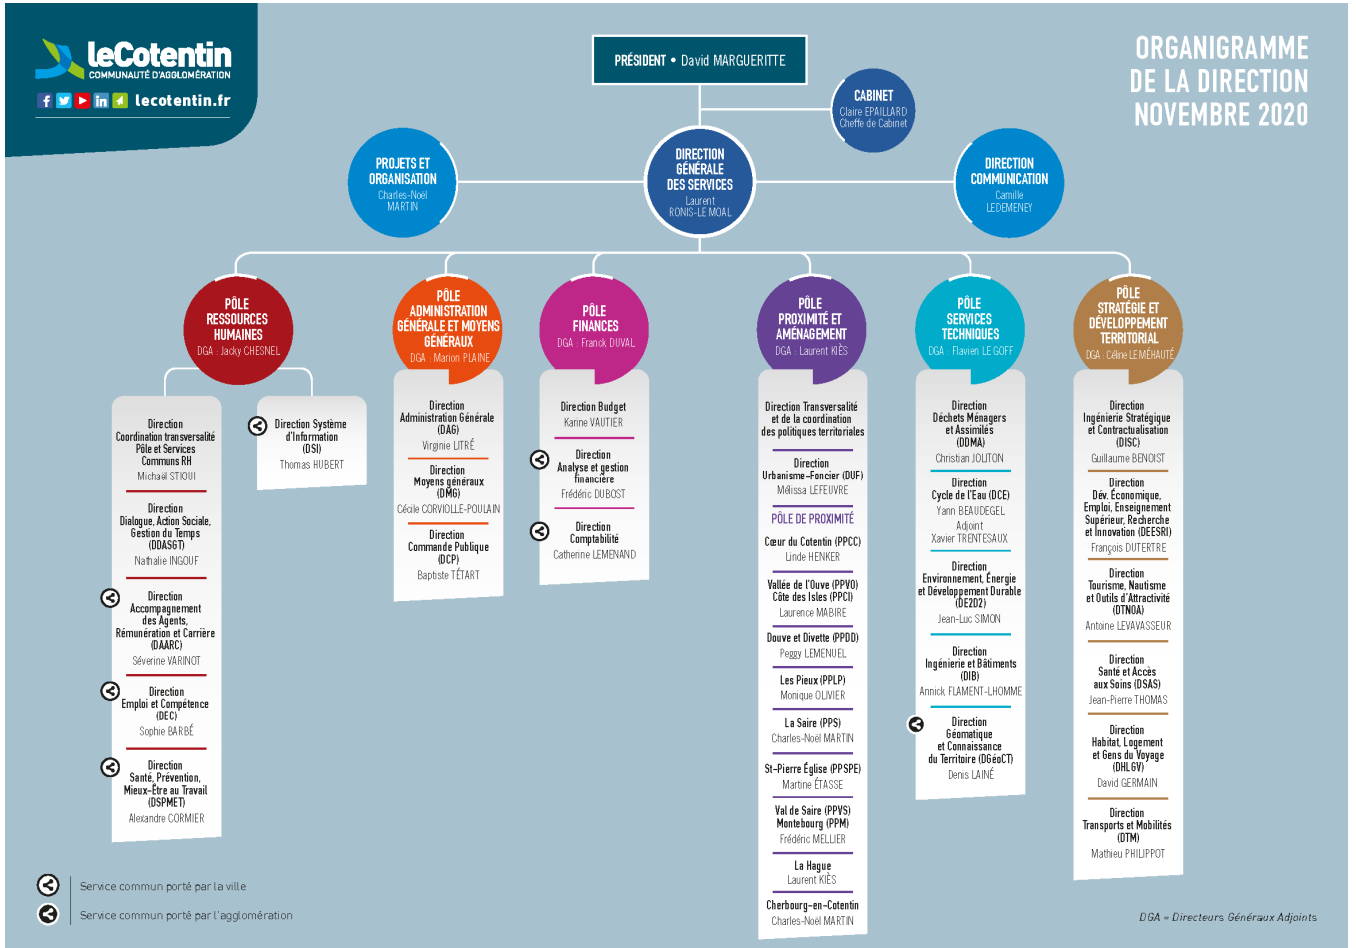 leCotentin
COMMUNAUTÉ D'AGGLOMÉRATION
lecotentin.fr
ORGANIGRAMME
DE LA DIRECTION
NOVEMBRE 2020
PRÉSIDENT • David MARGUERITTE
CABINET
Claire EPAILLARD
Cheffe de Cabinet
PROJETS ET
ORGANISATION
Charles-Noël
MARTIN
DIRECTION
GÉNÉRALE
DES SERVICES
Laurent
RONIS-LE MOAL
DIRECTION
COMMUNICATION
Camille
LEDEMENEY
PÔLE
RESSOURCES
HUMAINES
DGA : Jacky CHESNEL
Direction
Coordination transversalité
Pôle et Services
Communs RH
Michaël STIOUI
Direction
Dialogue, Action Sociale,
Gestion du Temps
(DDASGT)
Nathalie INGOUF
Direction
Accompagnement
des Agents,
Rémunération et Carrière
(DAARC)
Séverine VARINOT
Direction
Emploi et Compétence
(DEC)
Sophie BARBÉ
Direction
Santé, Prévention,
Mieux-Être au Travail
(DSPMET)
Alexandre CORMIER
Direction Système
d'Information
(DSI)
Thomas HUBERT
PÔLE
ADMINISTRATION
GÉNÉRALE ET MOYENS
GÉNÉRAUX
DGA : Marion PLAINE
Direction
Administration Générale
(DAG)
Virginie LITRÉ
Direction
Moyens généraux
(DMG)
Cécile CORVIOLLE-POULAIN
Direction
Commande Publique
(DCP)
Baptiste TÉTART
PÔLE
FINANCES
DGA : Franck DUVAL
Direction Budget
Karine VAUTIER
Direction
Analyse et gestion
financière
Frédéric DUBOST
Direction
Comptabilité
Catherine LEMENAND
PÔLE
PROXIMITÉ ET
AMÉNAGEMENT
DGA : Laurent KIÈS
Direction Transversalité
et de la coordination
des politiques territoriales
Direction
Urbanisme-Foncier (DUF)
Mélissa LEFEUVRE
PÔLE DE PROXIMITÉ
Cœur du Cotentin (PPCC)
Linde HENKER
Vallée de l'Ouve (PPVO)
Côte des Isles (PPCI)
Laurence MABIRE
Douve et Divette (PPDD)
Peggy LEMENUEL
Les Pieux (PPLP)
Monique OLIVIER
La Saire (PPS)
Charles-Noël MARTIN
St-Pierre Église (PPSPE)
Martine ÉTASSE
Val de Saire (PPVS)
Montebourg (PPM)
Frédéric MELLIER
La Hague
Laurent KIÈS
Cherbourg-en-Cotentin
Charles-Noël MARTIN
PÔLE
SERVICES
TECHNIQUES
DGA : Flavien LE GOFF
Direction
Déchets Ménagers
et Assimilés
(DDMA)
Christian JOLITON
Direction
Cycle de l'Eau (DCE)
Yann BEAUDEGEL
Adjoint
Xavier TRENTESAUX
Direction
Environnement, Énergie
et Développement Durable
(DE2D2)
Jean-Luc SIMON
Direction
Ingénierie et Bâtiments
(DIB)
Annick FLAMENT-LHOMME
Direction
Géomatique
et Connaissance
du Territoire (DGéoCT)
Denis LAINÉ
PÔLE
STRATÉGIE ET
DÉVELOPPEMENT
TERRITORIAL
DGA : Céline LE MÉHAUTÉ
Direction
Ingénierie Stratégique
et Contractualisation
(DISC)
Guillaume BENOIST
Direction
Dév. Économique,
Emploi, Enseignement
Supérieur, Recherche
et Innovation (DEESRI)
François DUTERTRE
Direction
Tourisme, Nautisme
et Outils d'Attractivité
(DTNOA)
Antoine LEVAVASSEUR
Direction
Santé et Accès
aux Soins (DSAS)
Jean-Pierre THOMAS
Direction
Habitat, Logement
et Gens du Voyage
(DHLGV)
David GERMAIN
Direction
Transports et Mobilités
(DTM)
Mathieu PHILIPPOT
Service commun porté par la ville
Service commun porté par l'agglomération
DGA = Directeurs Généraux Adjoints